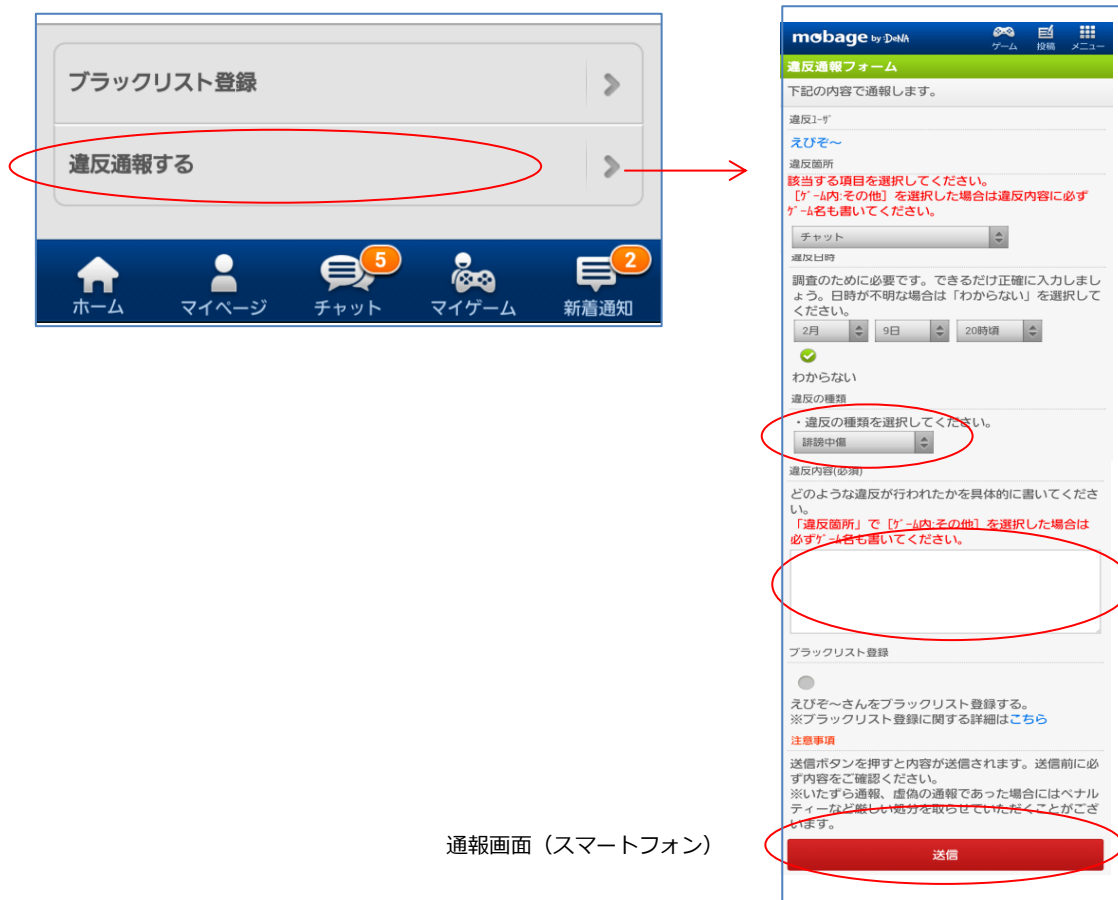 ブラックリスト登録
違反通報する
5
2
ホーム
マイページ
チャット
マイゲーム
新着通知
通報画面（スマートフォン）
mobage by DeNA
ゲーム
投稿
メニュー
違反通報フォーム
下記の内容で通報します。
違反ﾕｰｻﾞ
えびぞ～
違反箇所
該当する項目を選択してください。
［ｹﾞｰﾑ内:その他］を選択した場合は違反内容に必ず
ｹﾞｰﾑ名も書いてください。
チャット
違反日時
調査のために必要です。できるだけ正確に入力しまし
ょう。日時が不明な場合は「わからない」を選択して
ください。
2月
9日
20時頃
わからない
違反の種類
・違反の種類を選択してください。
誹謗中傷
違反内容(必須)
どのような違反が行われたかを具体的に書いてくださ
い。
「違反箇所」で［ｹﾞｰﾑ内:その他］を選択した場合は
必ずｹﾞｰﾑ名も書いてください。
ブラックリスト登録
えびぞ～さんをブラックリスト登録する。
※ブラックリスト登録に関する詳細はこちら
注意事項
送信ボタンを押すと内容が送信されます。送信前に必
ず内容をご確認ください。
※いたずら通報、虚偽の通報であった場合にはペナル
ティーなど厳しい処分を取らせていただくことがござ
います。
送信